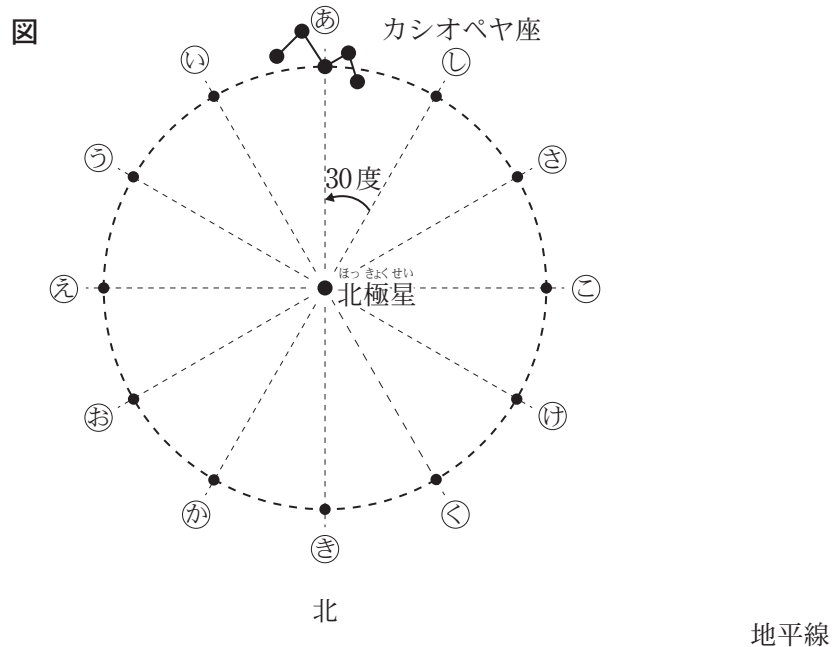 図
あ
カシオペヤ座
い
し
う
さ
30度
え
ほっきょくせい
北極星
こ
お
け
か
く
き
北
地平線